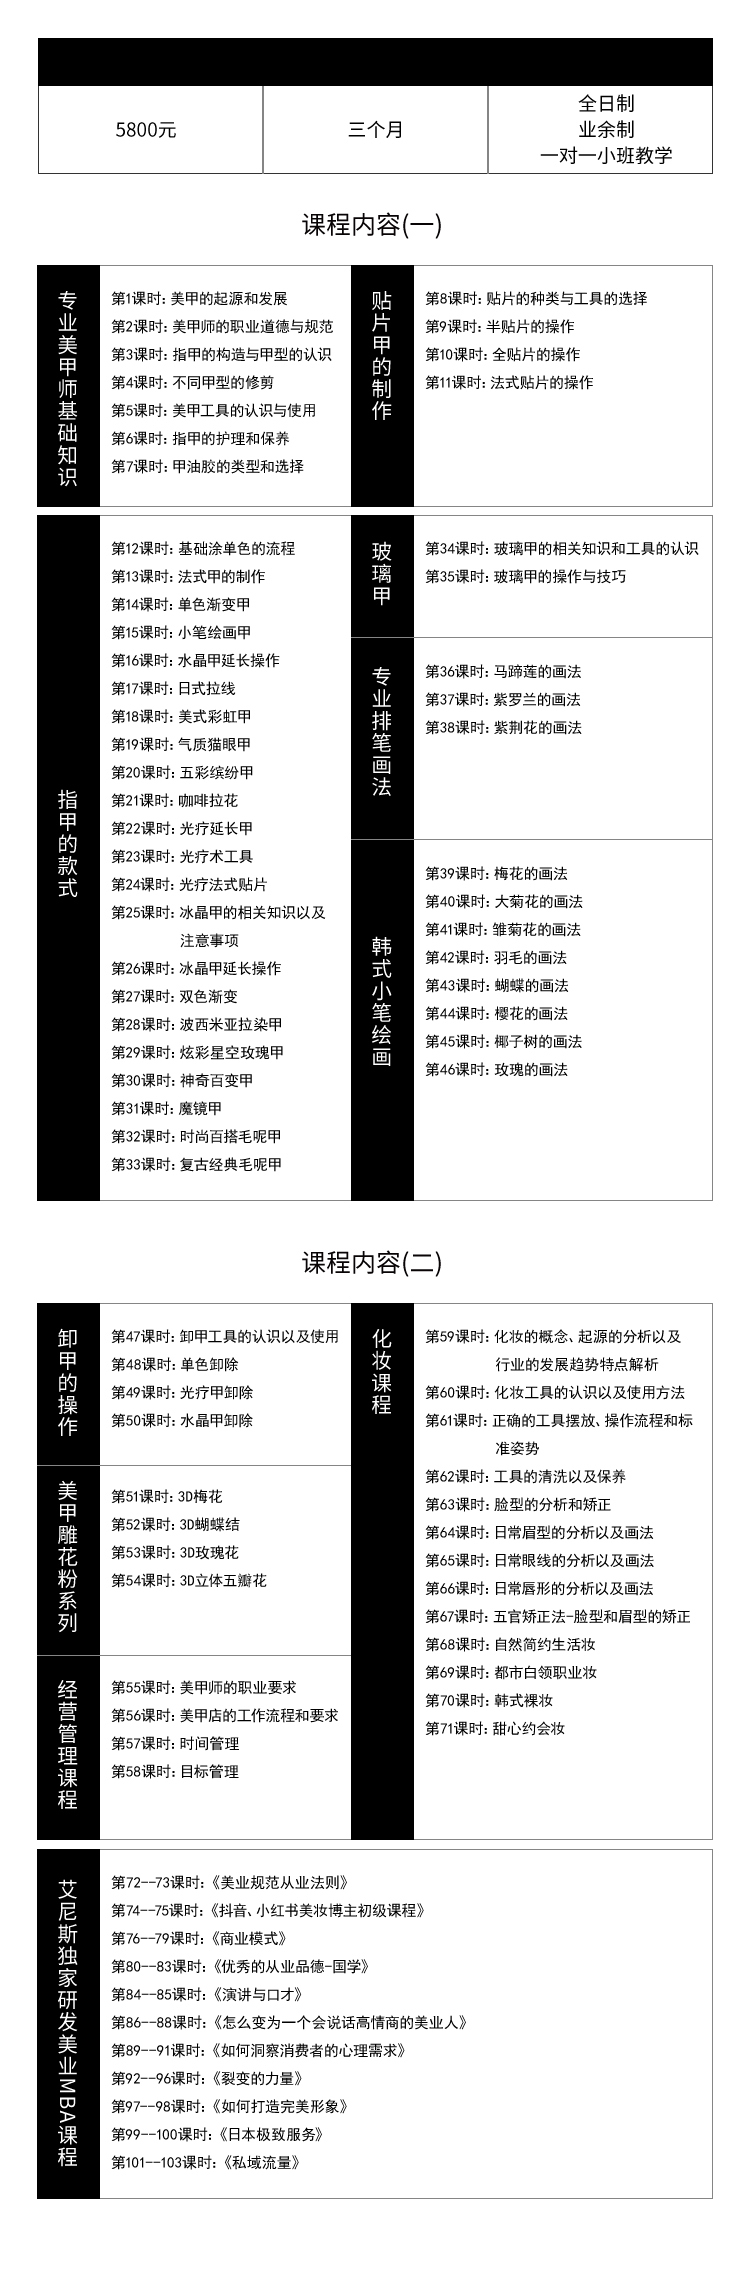 5800元
三个月
全日制
业余制
一对一小班教学
课程内容(一)
专业美甲师基础知识
第1课时: 美甲的起源和发展
第2课时: 美甲师的职业道德与规范
第3课时: 指甲的构造与甲型的认识
第4课时: 不同甲型的修剪
第5课时: 美甲工具的认识与使用
第6课时: 指甲的护理和保养
第7课时: 甲油胶的类型和选择
贴片甲的制作
第8课时: 贴片的种类与工具的选择
第9课时: 半贴片的操作
第10课时: 全贴片的操作
第11课时: 法式贴片的操作
指甲的款式
第12课时: 基础涂单色的流程
第13课时: 法式甲的制作
第14课时: 单色渐变甲
第15课时: 小笔绘画甲
第16课时: 水晶甲延长操作
第17课时: 日式拉线
第18课时: 美式彩虹甲
第19课时: 气质猫眼甲
第20课时: 五彩缤纷甲
第21课时: 咖啡拉花
第22课时: 光疗延长甲
第23课时: 光疗术工具
第24课时: 光疗法式贴片
第25课时: 冰晶甲的相关知识以及
注意事项
第26课时: 冰晶甲延长操作
第27课时: 双色渐变
第28课时: 波西米亚拉染甲
第29课时: 炫彩星空玫瑰甲
第30课时: 神奇百变甲
第31课时: 魔镜甲
第32课时: 时尚百搭毛呢甲
第33课时: 复古经典毛呢甲
玻璃甲
第34课时: 玻璃甲的相关知识和工具的认识
第35课时: 玻璃甲的操作与技巧
专业排笔画法
第36课时: 马蹄莲的画法
第37课时: 紫罗兰的画法
第38课时: 紫荆花的画法
韩式小笔绘画
第39课时: 梅花的画法
第40课时: 大菊花的画法
第41课时: 雏菊花的画法
第42课时: 羽毛的画法
第43课时: 蝴蝶的画法
第44课时: 樱花的画法
第45课时: 椰子树的画法
第46课时: 玫瑰的画法
课程内容(二)
卸甲的操作
第47课时: 卸甲工具的认识以及使用
第48课时: 单色卸除
第49课时: 光疗甲卸除
第50课时: 水晶甲卸除
美甲雕花粉系列
第51课时: 3D梅花
第52课时: 3D蝴蝶结
第53课时: 3D玫瑰花
第54课时: 3D立体五瓣花
经营管理课程
第55课时: 美甲师的职业要求
第56课时: 美甲店的工作流程和要求
第57课时: 时间管理
第58课时: 目标管理
化妆课程
第59课时: 化妆的概念、起源的分析以及
行业的发展趋势特点解析
第60课时: 化妆工具的认识以及使用方法
第61课时: 正确的工具摆放、操作流程和标
准姿势
第62课时: 工具的清洗以及保养
第63课时: 脸型的分析和矫正
第64课时: 日常眉型的分析以及画法
第65课时: 日常眼线的分析以及画法
第66课时: 日常唇形的分析以及画法
第67课时: 五官矫正法-脸型和眉型的矫正
第68课时: 自然简约生活妆
第69课时: 都市白领职业妆
第70课时: 韩式裸妆
第71课时: 甜心约会妆
艾尼斯独家研发美业MBA课程
第72--73课时:《美业规范从业法则》
第74--75课时:《抖音、小红书美妆博主初级课程》
第76--79课时:《商业模式》
第80--83课时:《优秀的从业品德-国学》
第84--85课时:《演讲与口才》
第86--88课时:《怎么变为一个会说话高情商的美业人》
第89--91课时:《如何洞察消费者的心理需求》
第92--96课时:《裂变的力量》
第97--98课时:《如何打造完美形象》
第99--100课时:《日本极致服务》
第101--103课时:《私域流量》